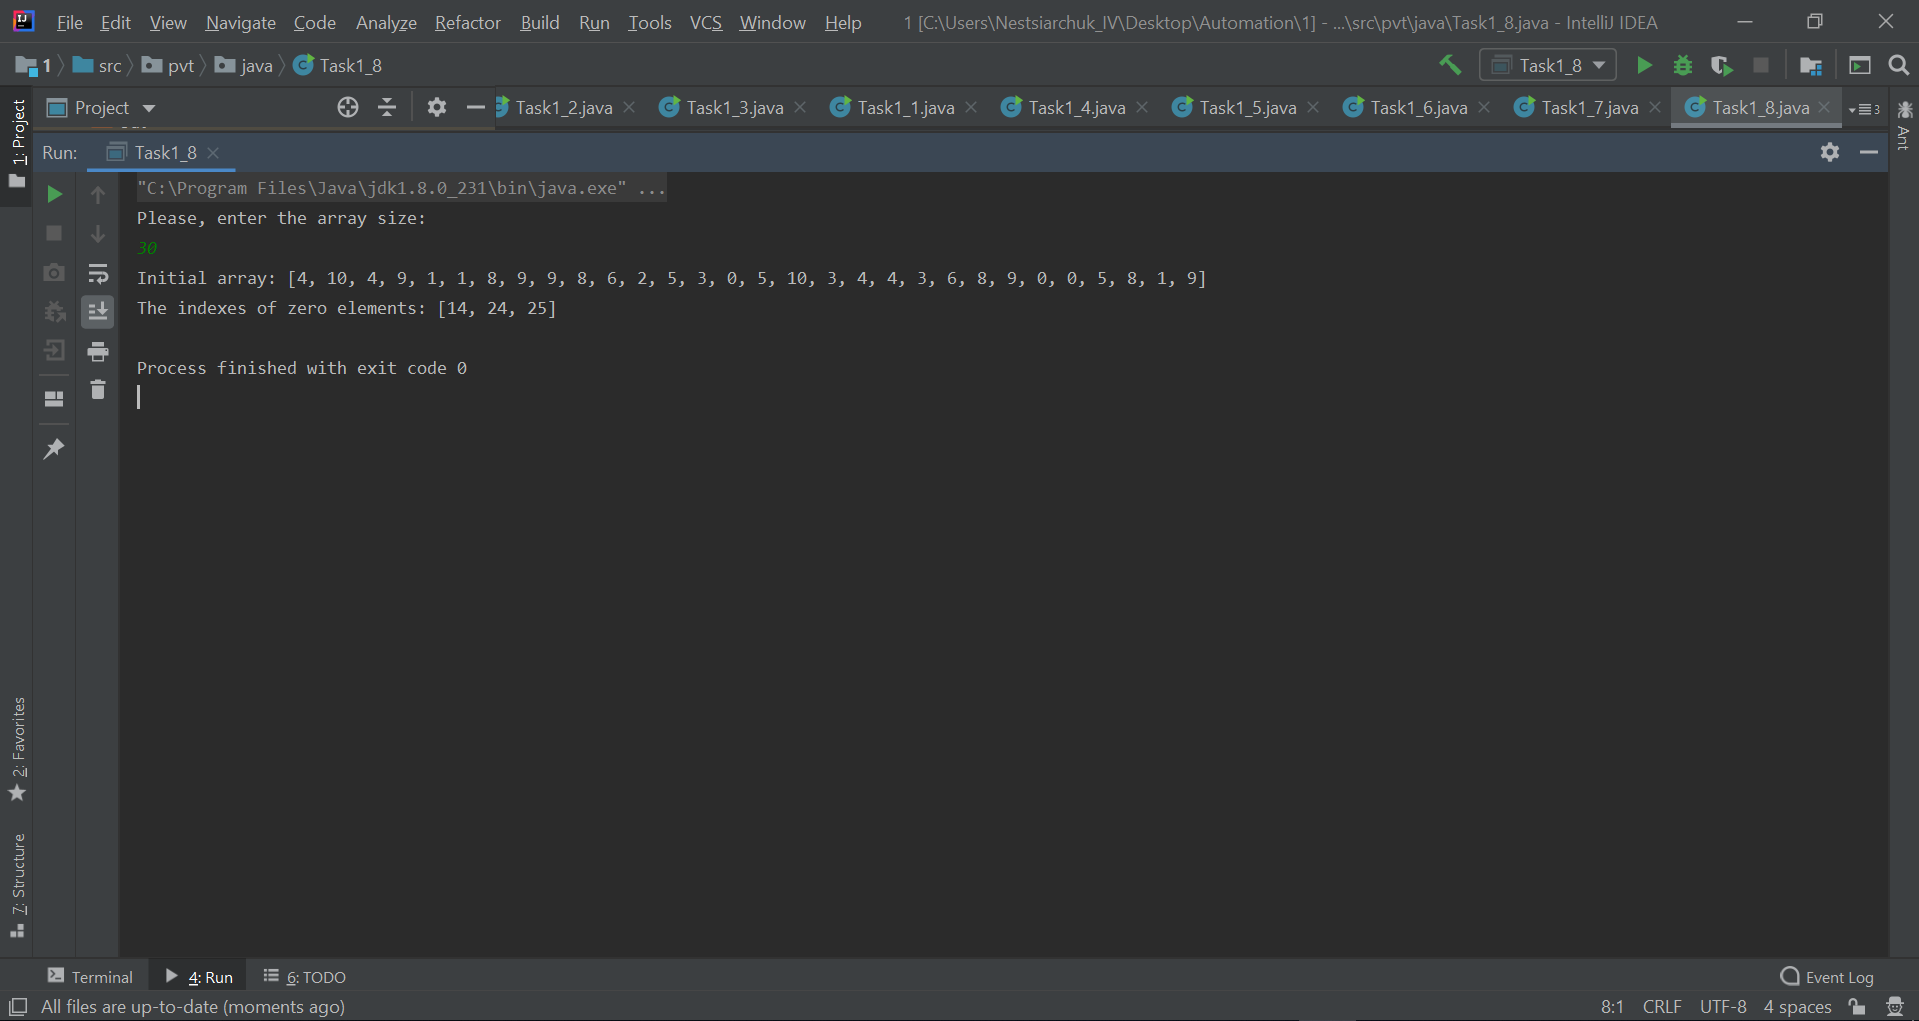 File Edit View Navigate Code Analyze Refactor Build Run Tools VCS Window Help 1 [C:\Users\Nestsiarchuk_IV\Desktop\Automation\1] - ...\src\pvt\java\Task1_8.java - IntelliJ IDEA
1 src pvt java Task1_8 Task1_8
Project Task1_2.java Task1_3.java Task1_1.java Task1_4.java Task1_5.java Task1_6.java Task1_7.java Task1_8.java 3
1: Project
Ant
Run: Task1_8
"C:\Program Files\Java\jdk1.8.0_231\bin\java.exe" ...
Please, enter the array size:
30
Initial array: [4, 10, 4, 9, 1, 1, 8, 9, 9, 8, 6, 2, 5, 3, 0, 5, 10, 3, 4, 4, 3, 6, 8, 9, 0, 0, 5, 8, 1, 9]
The indexes of zero elements: [14, 24, 25]
Process finished with exit code 0
2: Favorites
7: Structure
Terminal 4: Run 6: TODO Event Log
All files are up-to-date (moments ago) 8:1 CRLF UTF-8 4 spaces